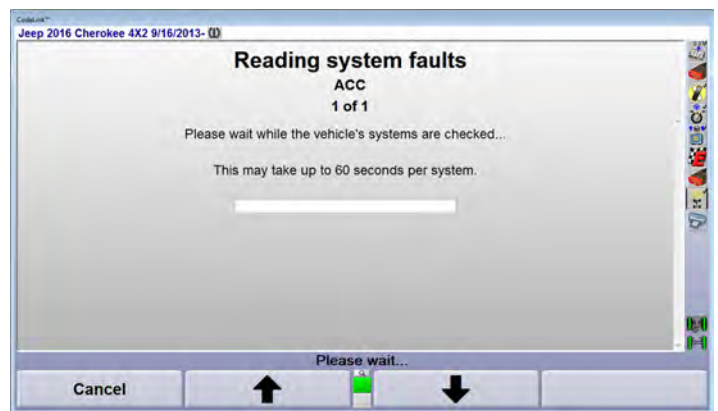 CodeLink™
Jeep 2016 Cherokee 4X2 9/16/2013-
Reading system faults
ACC
1 of 1
Please wait while the vehicle's systems are checked...
This may take up to 60 seconds per system.
Please wait...
Cancel